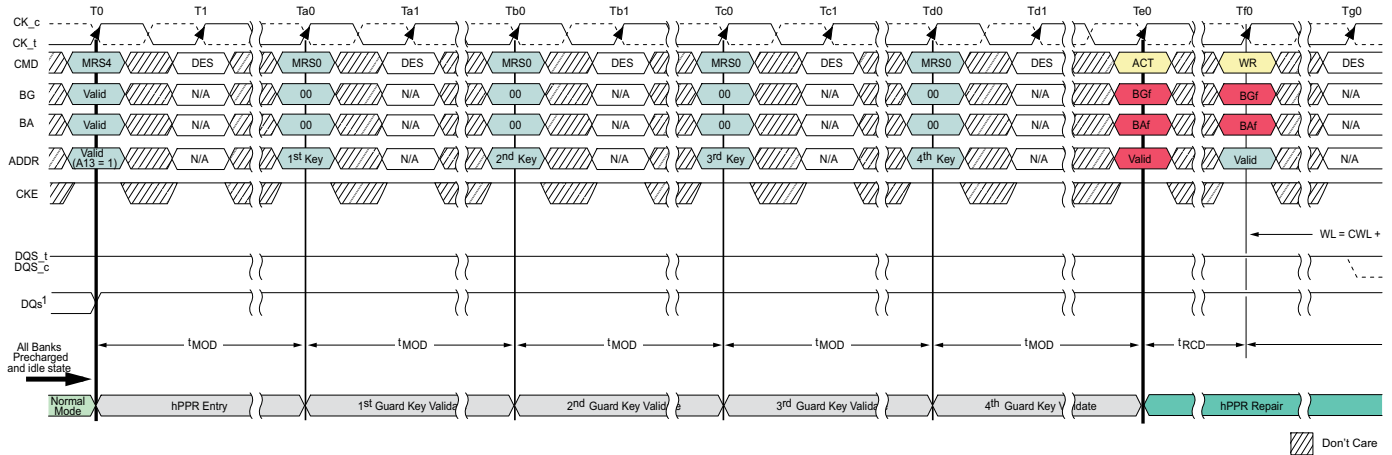 T0 T1 Ta0 Ta1 Tb0 Tb1 Tc0 Tc1 Td0 Td1 Te0 Tf0 Tg0
CK_c
CK_t
CMD MRS4 DES MRS0 DES MRS0 DES MRS0 DES MRS0 DES ACT WR DES
BG Valid N/A 00 N/A 00 N/A 00 N/A 00 N/A BGf BGf N/A
BA Valid N/A 00 N/A 00 N/A 00 N/A 00 N/A BAf BAf N/A
ADDR Valid (A13 = 1) N/A 1st Key N/A 2nd Key N/A 3rd Key N/A 4th Key N/A Valid Valid N/A
CKE
WL = CWL +
DQS_t
DQS_c
DQs1
tMOD tMOD tMOD tMOD tMOD tRCD
All Banks
Precharged
and idle state
Normal Mode hPPR Entry 1st Guard Key Valida 2nd Guard Key Valid e 3rd Guard Key Valida 4th Guard Key V idate hPPR Repair
Don't Care